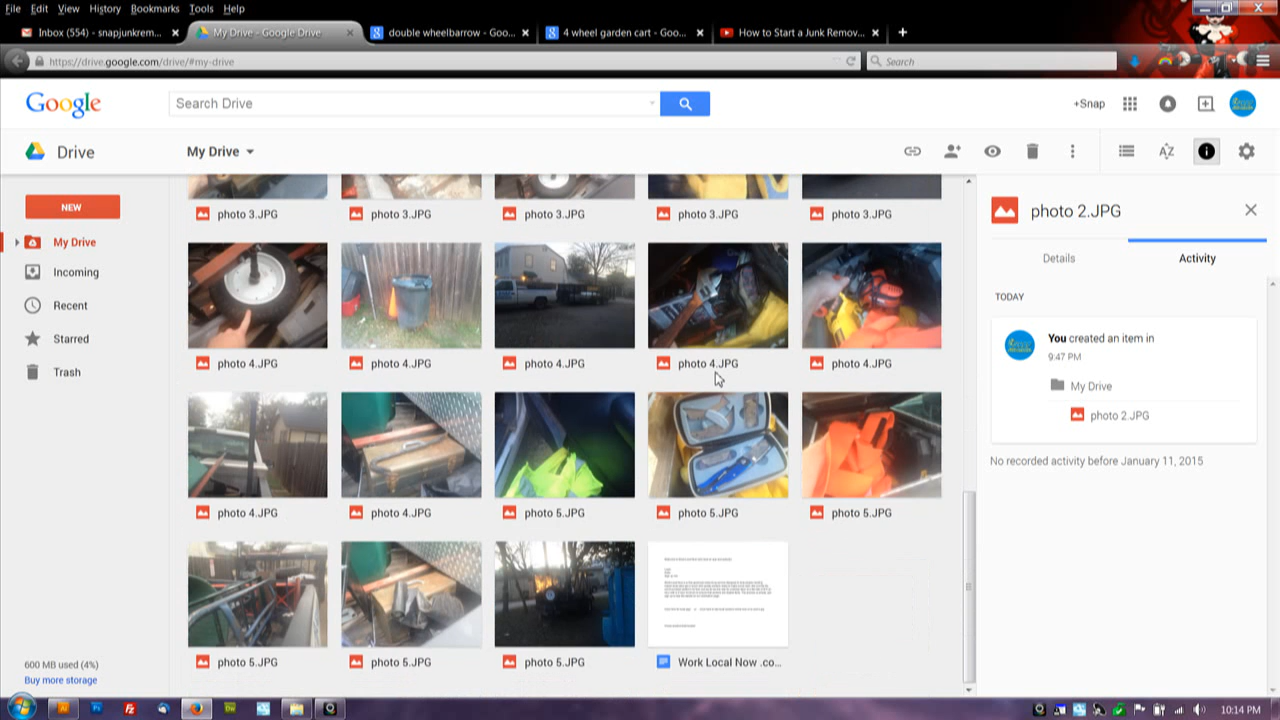 File Edit View History Bookmarks Tools Help
Inbox (554) - snapjunkrem...
My Drive - Google Drive
double wheelbarrow - Goo...
4 wheel garden cart - Goo...
How to Start a Junk Remov...
https://drive.google.com/drive/#my-drive
Search
Google
Search Drive
+Snap
Drive
My Drive
NEW
My Drive
Incoming
Recent
Starred
Trash
600 MB used (4%)
Buy more storage
photo 3.JPG photo 3.JPG photo 3.JPG photo 3.JPG photo 3.JPG
photo 4.JPG photo 4.JPG photo 4.JPG photo 4.JPG photo 4.JPG
photo 4.JPG photo 4.JPG photo 5.JPG photo 5.JPG photo 5.JPG
photo 5.JPG photo 5.JPG photo 5.JPG Work Local Now .co...
photo 2.JPG
Details Activity
TODAY
You created an item in
9:47 PM
My Drive
photo 2.JPG
No recorded activity before January 11, 2015
10:14 PM